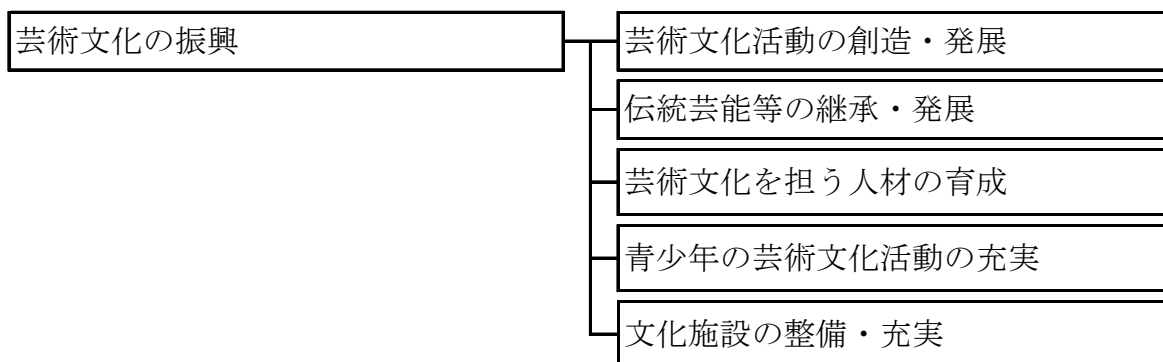 芸術文化の振興
芸術文化活動の創造・発展
伝統芸能等の継承・発展
芸術文化を担う人材の育成
青少年の芸術文化活動の充実
文化施設の整備・充実